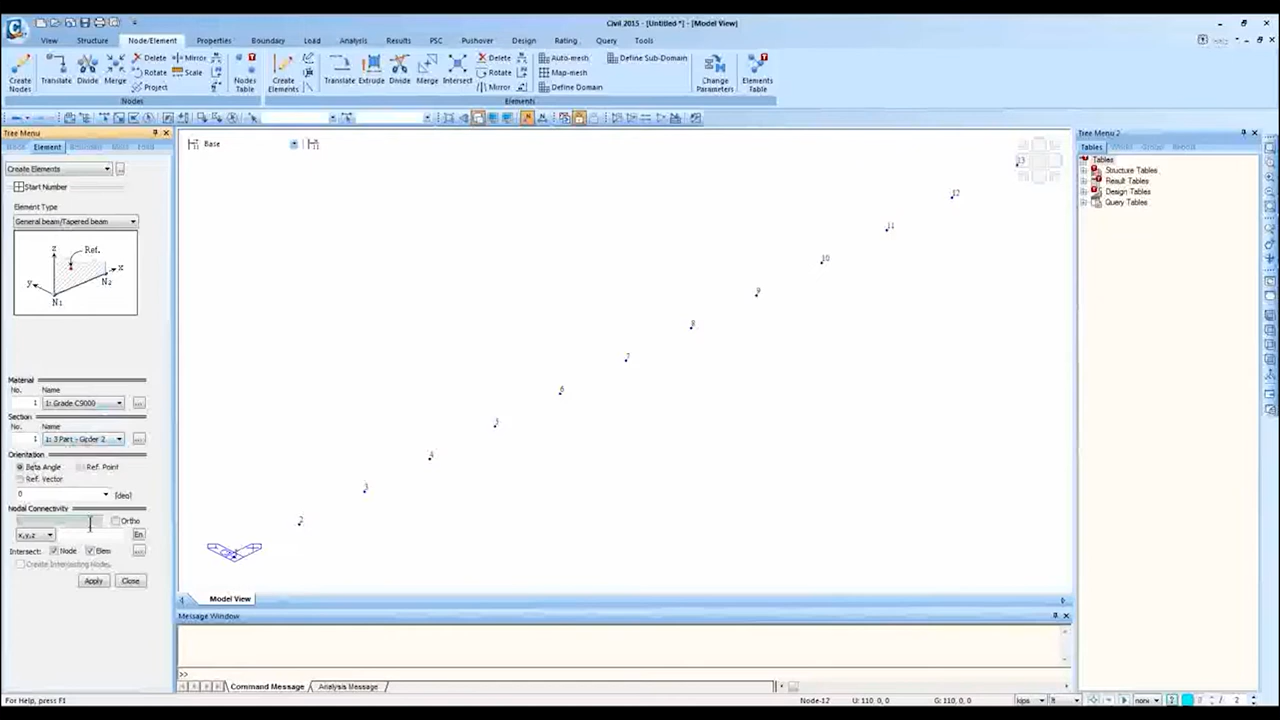 Civil 2015 - [Untitled *] - [Model View]
View Structure Node/Element Properties Boundary Load Analysis Results PSC Pushover Design Rating Query Tools
Create Nodes Translate Divide Merge Delete Rotate Project Mirror Scale Nodes Table
Create Elements Translate Extrude Divide Merge Intersect Delete Rotate Mirror Auto-mesh Map-mesh Define Domain Define Sub-Domain Change Parameters Elements Table
Nodes Elements
Tree Menu
Element
Create Elements
Start Number
Element Type
General beam/Tapered beam
z Ref. x
y N1 N2
Material
No. Name
1 1: Grade C5000
Section
No. Name
1 1: 3 Part - Girder 2
Orientation
Beta Angle Ref. Point
Ref. Vector
0 [deg]
Nodal Connectivity
Ortho
x,y,z En
Intersect: Node Elem
Create Intersecting Nodes
Apply Close
Base
13
12
11
10
9
8
7
6
5
4
3
2
Model View
Message Window
>>
Command Message Analysis Message
Tree Menu 2
Tables
Tables
Structure Tables
Result Tables
Design Tables
Query Tables
For Help, press F1
Node-12 U: 110, 0, 0 G: 110, 0, 0 kips ft 2